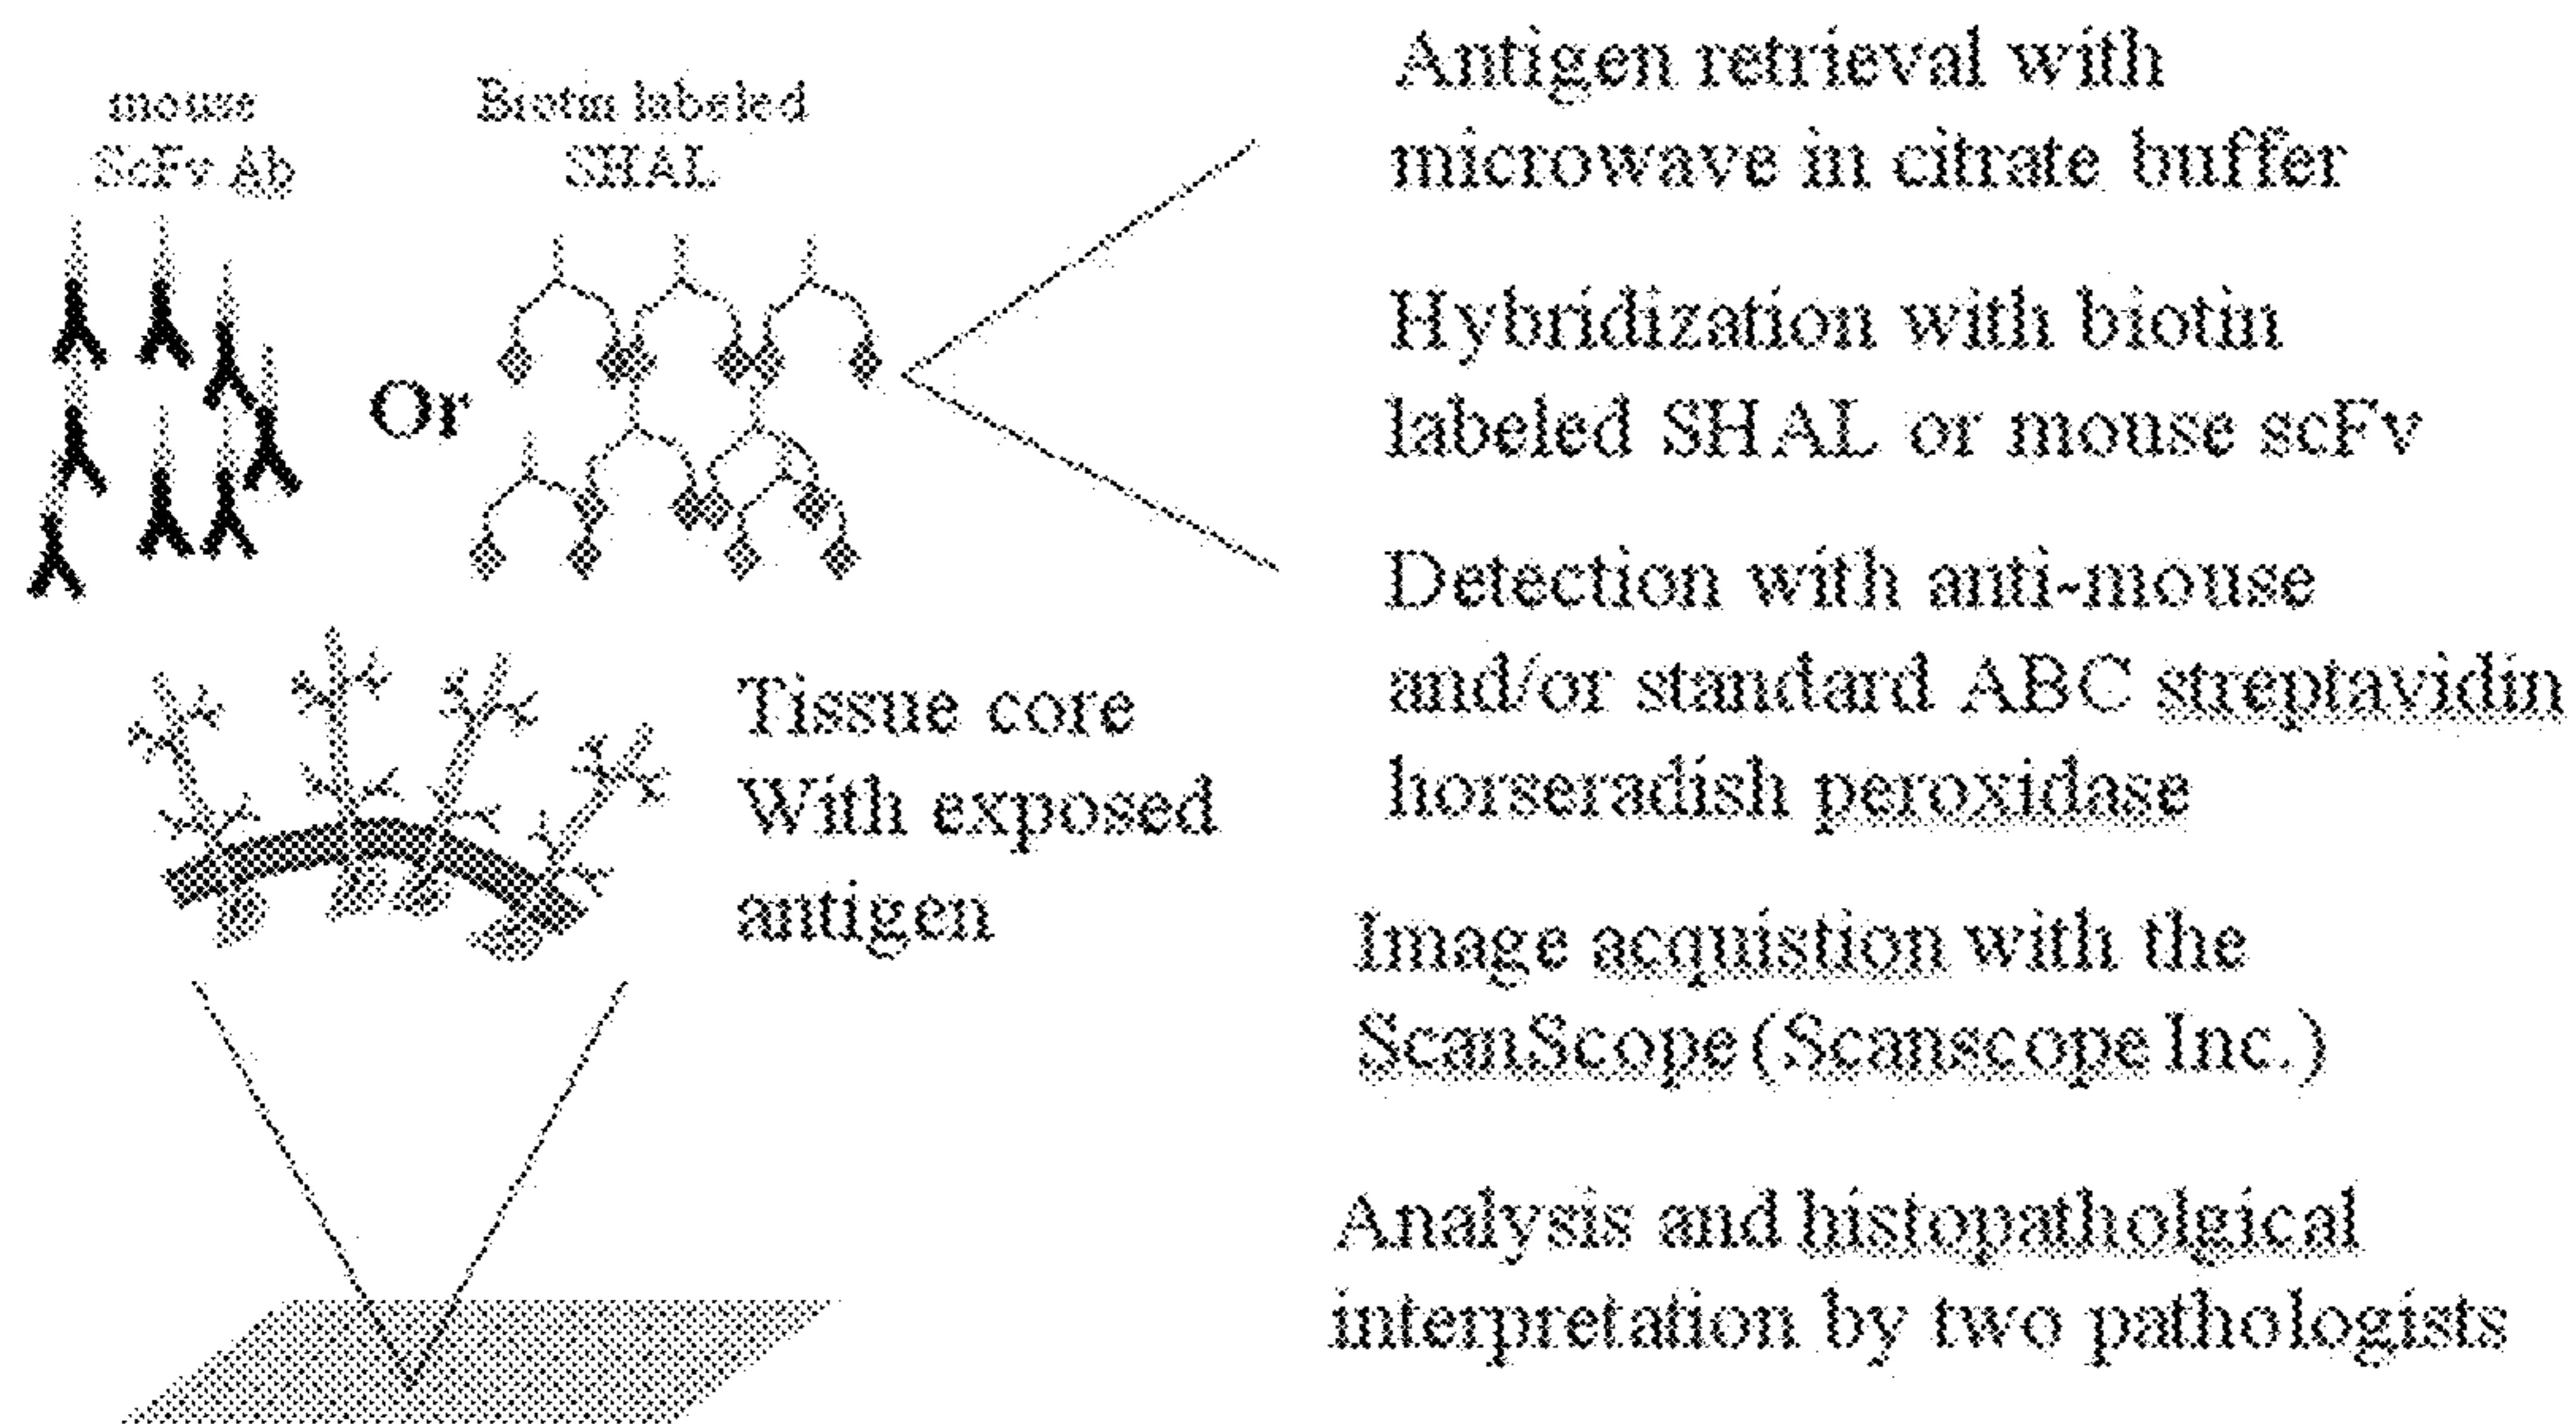 mouse
ScFv Ab
Biotin labeled
SHAL
Or
Tissue core
With exposed
antigen
Antigen retrieval with
microwave in citrate buffer
Hybridization with biotin
labeled SHAL or mouse scFv
Detection with anti-mouse
and/or standard ABC streptavidin
horseradish peroxidase
Image acquistion with the
ScanScope (Scanscope Inc.)
Analysis and histopatholgical
interpretation by two pathologists